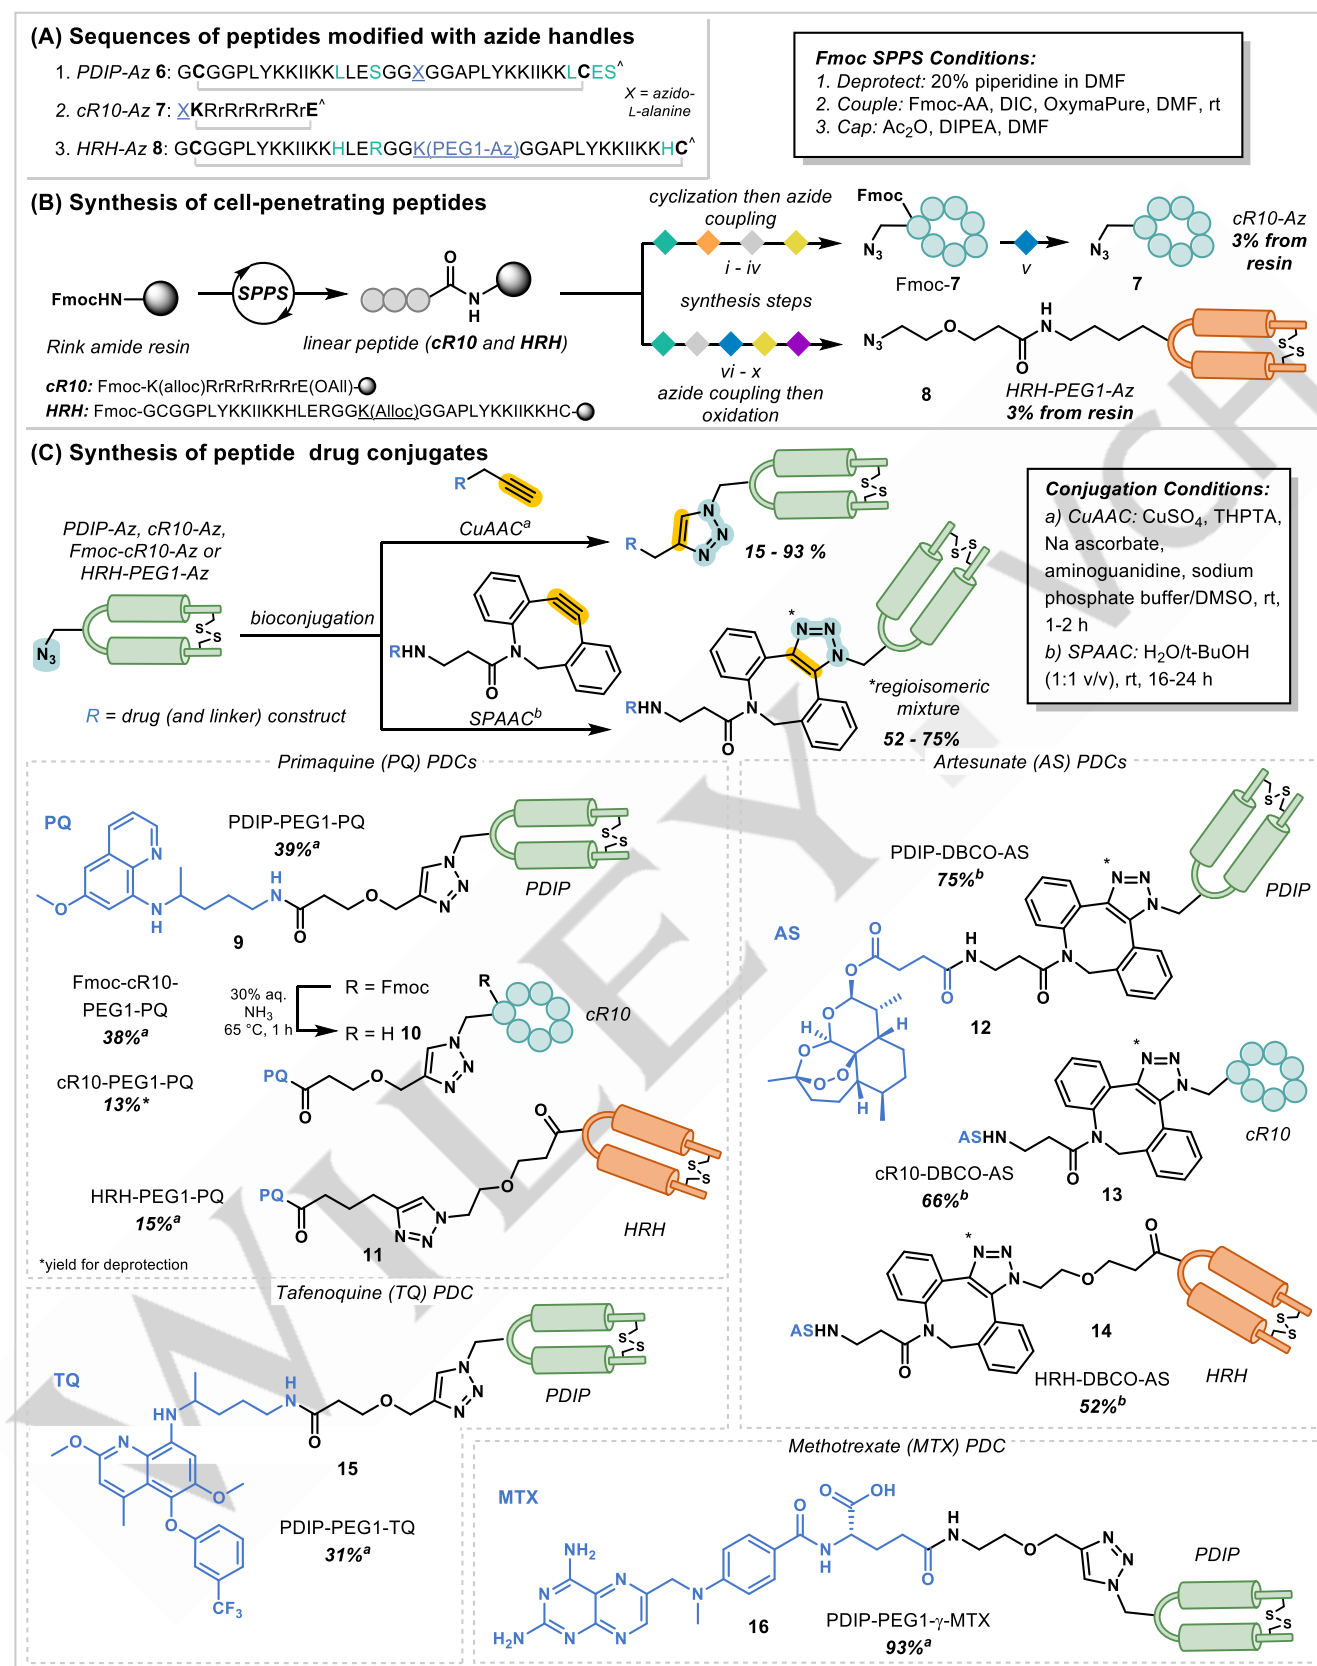 (A) Sequences of peptides modified with azide handles
1. PDIP-Az 6: GCGGPLYKKIIKKLLESGGXGGAPLYKKIIKKLCES^
X = azido-
L-alanine
2. cR10-Az 7: XKRrRrRrRrRrE^
3. HRH-Az 8: GCGGPLYKKIIKKHLERGGK(PEG1-Az)GGAPLYKKIIKKHC^
Fmoc SPPS Conditions:
1. Deprotect: 20% piperidine in DMF
2. Couple: Fmoc-AA, DIC, OxymaPure, DMF, rt
3. Cap: Ac2O, DIPEA, DMF
(B) Synthesis of cell-penetrating peptides
FmocHN
SPPS
O
N
H
Rink amide resin
linear peptide (cR10 and HRH)
cR10: Fmoc-K(alloc)RrRrRrRrRrE(OAll)-
HRH: Fmoc-GCGGPLYKKIIKKHLERGGK(Alloc)GGAPLYKKIIKKHC-
cyclization then azide
coupling
i - iv
synthesis steps
vi - x
azide coupling then
oxidation
Fmoc
N3
Fmoc-7
v
N3
7
cR10-Az
3% from
resin
N3
O
H
N
O
S
S
8
HRH-PEG1-Az
3% from resin
(C) Synthesis of peptide drug conjugates
PDIP-Az, cR10-Az,
Fmoc-cR10-Az or
HRH-PEG1-Az
N3
S
S
R = drug (and linker) construct
bioconjugation
R
CuAACa
RHN
O
N
SPAACb
R
N
N
N
S
S
15 - 93 %
RHN
O
N
*
N
N
N
S
S
*regioisomeric
mixture
52 - 75%
Conjugation Conditions:
a) CuAAC: CuSO4, THPTA,
Na ascorbate,
aminoguanidine, sodium
phosphate buffer/DMSO, rt,
1-2 h
b) SPAAC: H2O/t-BuOH
(1:1 v/v), rt, 16-24 h
Primaquine (PQ) PDCs
PQ
PDIP-PEG1-PQ
39%a
N
O
N
H
H
N
O
O
N
N
N
S
S
PDIP
9
Fmoc-cR10-
PEG1-PQ
38%a
30% aq.
NH3
65 °C, 1 h
R = Fmoc
R = H 10
R
cR10
cR10-PEG1-PQ
13%*
PQ
O
O
N
N
N
HRH-PEG1-PQ
15%a
PQ
O
N
N
N
O
O
S
S
HRH
11
*yield for deprotection
Artesunate (AS) PDCs
PDIP-DBCO-AS
75%b
AS
O
O
O
H
N
O
N
*
N
N
N
S
S
PDIP
O
H
O
O
O
H
H
12
*
N
N
N
N
O
ASHN
cR10
cR10-DBCO-AS
66%b
13
*
N
N
N
O
O
S
S
N
O
ASHN
14
HRH
HRH-DBCO-AS
52%b
Tafenoquine (TQ) PDC
TQ
HN
H
N
O
O
N
N
N
S
S
PDIP
O
N
O
O
CF3
15
PDIP-PEG1-TQ
31%a
Methotrexate (MTX) PDC
MTX
NH2
N
N
H2N
N
N
N
O
N
H
O
OH
O
H
N
O
N
N
N
S
S
PDIP
16
PDIP-PEG1-γ-MTX
93%a
WILEY-VCH